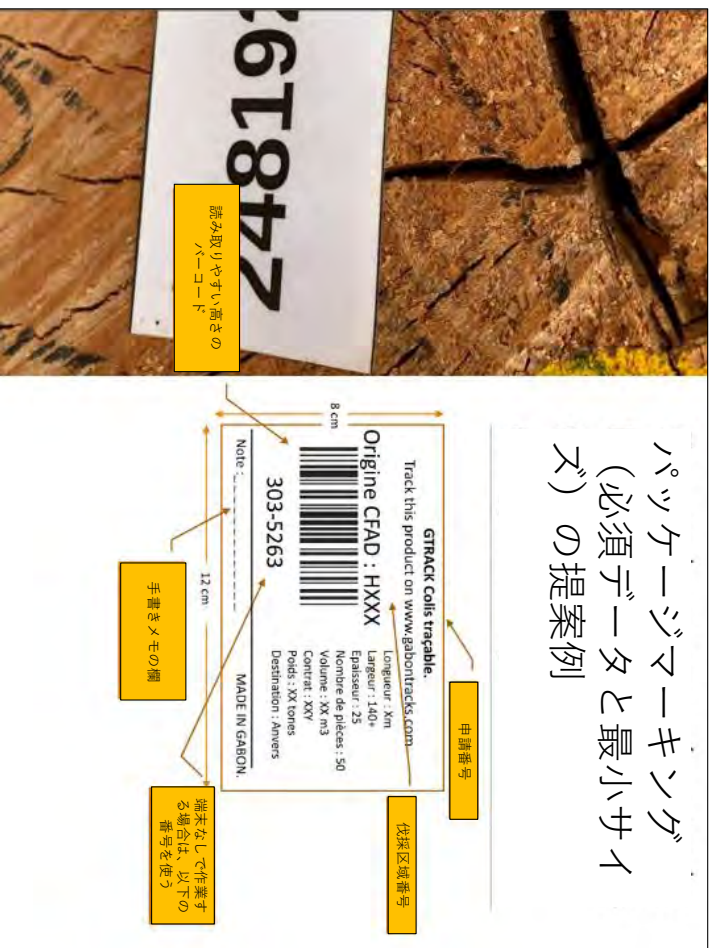 パッケージマーキング
(必須データと最小サイ
ズ)の提案例
読み取りやすい高さの
バーコード
申請番号
伐採区域番号
8 cm
GTRACK Colis traçable.
Track this product on www.gabontracks.com
Origine CFAD : HXXX
303-5263
Longueur : Xm
Largeur : 140+
Epaisseur : 25
Nombre de pièces : 50
Volume : XX m3
Contrat : XXY
Poids : XX tones
Destination : Anvers
Note :_ _ _ _ _ _ _ _ _ _
MADE IN GABON.
12 cm
手書きメモの欄
端末なしで作業す
る場合は、以下の
番号を使う